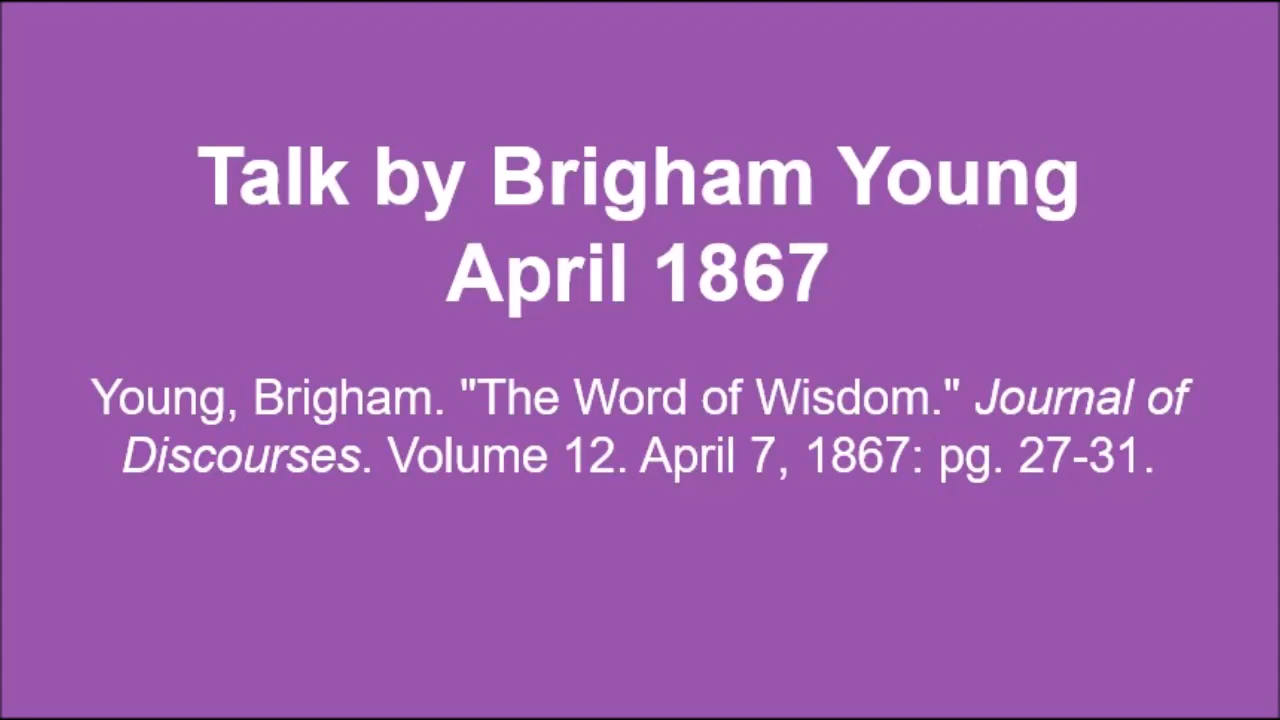 Talk by Brigham Young
April 1867
Young, Brigham. "The Word of Wisdom." Journal of
Discourses. Volume 12. April 7, 1867: pg. 27-31.